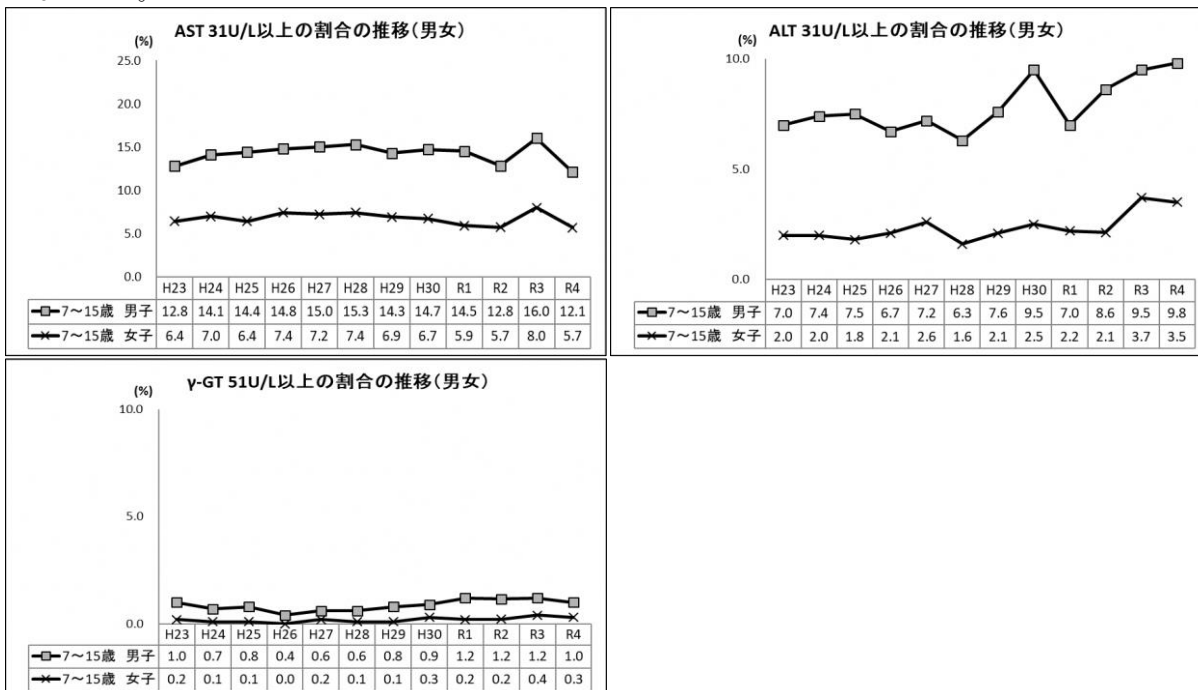 AST 31U/L以上の割合の推移(男女)
(%)
25.0
20.0
15.0
10.0
5.0
0.0
H23 H24 H25 H26 H27 H28 H29 H30 R1 R2 R3 R4
7〜15歳 男子 12.8 14.1 14.4 14.8 15.0 15.3 14.3 14.7 14.5 12.8 16.0 12.1
7〜15歳 女子 6.4 7.0 6.4 7.4 7.2 7.4 6.9 6.7 5.9 5.7 8.0 5.7
ALT 31U/L以上の割合の推移(男女)
(%)
10.0
5.0
0.0
H23 H24 H25 H26 H27 H28 H29 H30 R1 R2 R3 R4
7〜15歳 男子 7.0 7.4 7.5 6.7 7.2 6.3 7.6 9.5 7.0 8.6 9.5 9.8
7〜15歳 女子 2.0 2.0 1.8 2.1 2.6 1.6 2.1 2.5 2.2 2.1 3.7 3.5
γ-GT 51U/L以上の割合の推移(男女)
(%)
10.0
5.0
0.0
H23 H24 H25 H26 H27 H28 H29 H30 R1 R2 R3 R4
7〜15歳 男子 1.0 0.7 0.8 0.4 0.6 0.6 0.8 0.9 1.2 1.2 1.2 1.0
7〜15歳 女子 0.2 0.1 0.1 0.0 0.2 0.1 0.1 0.3 0.2 0.2 0.4 0.3